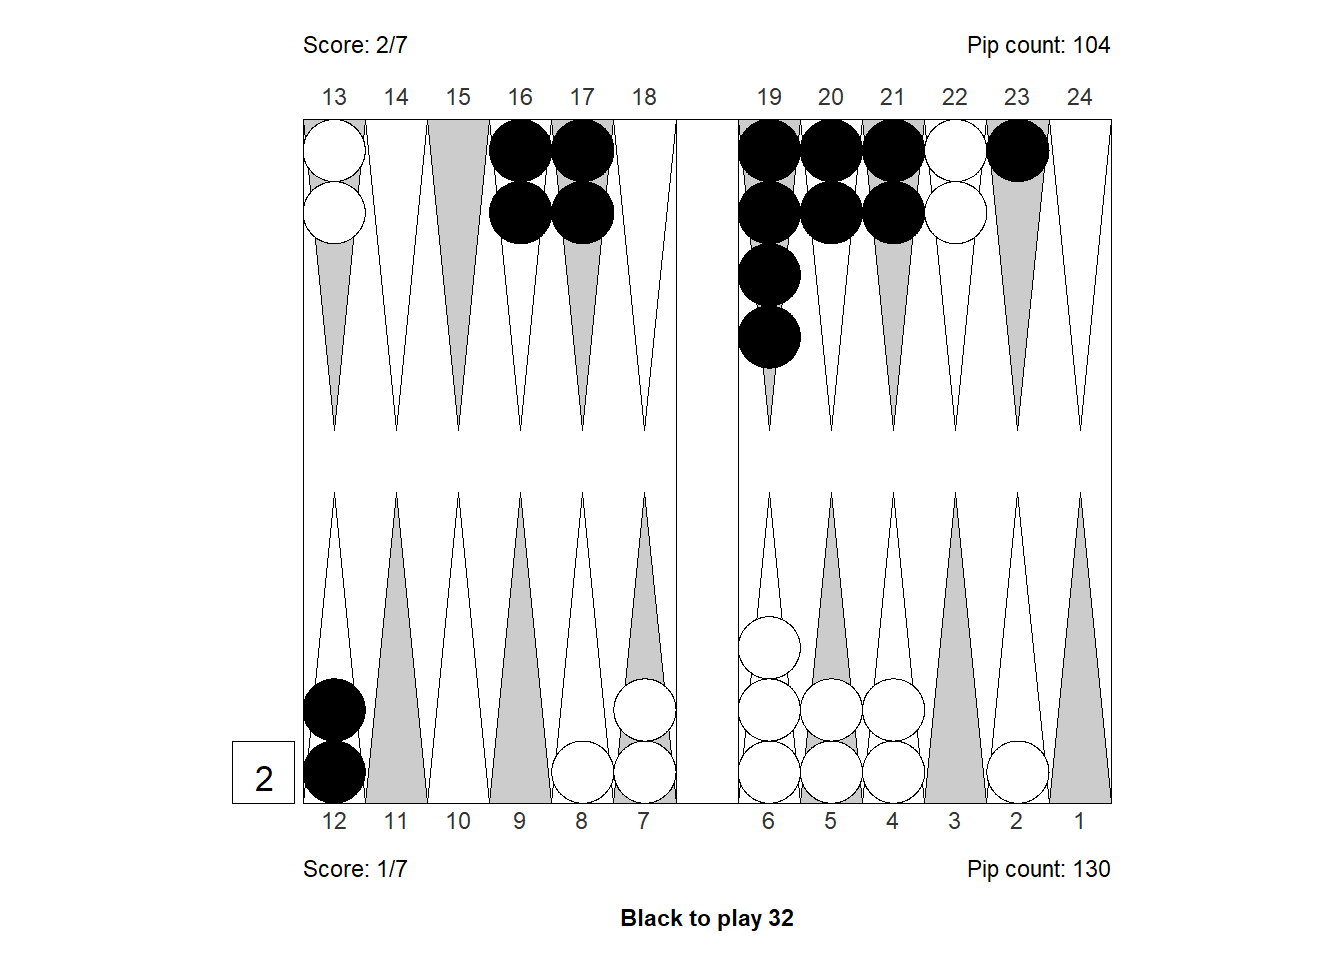 Score: 2/7 Pip count: 104
13 14 15 16 17 18 19 20 21 22 23 24
2
12 11 10 9 8 7 6 5 4 3 2 1
Score: 1/7 Pip count: 130
Black to play 32